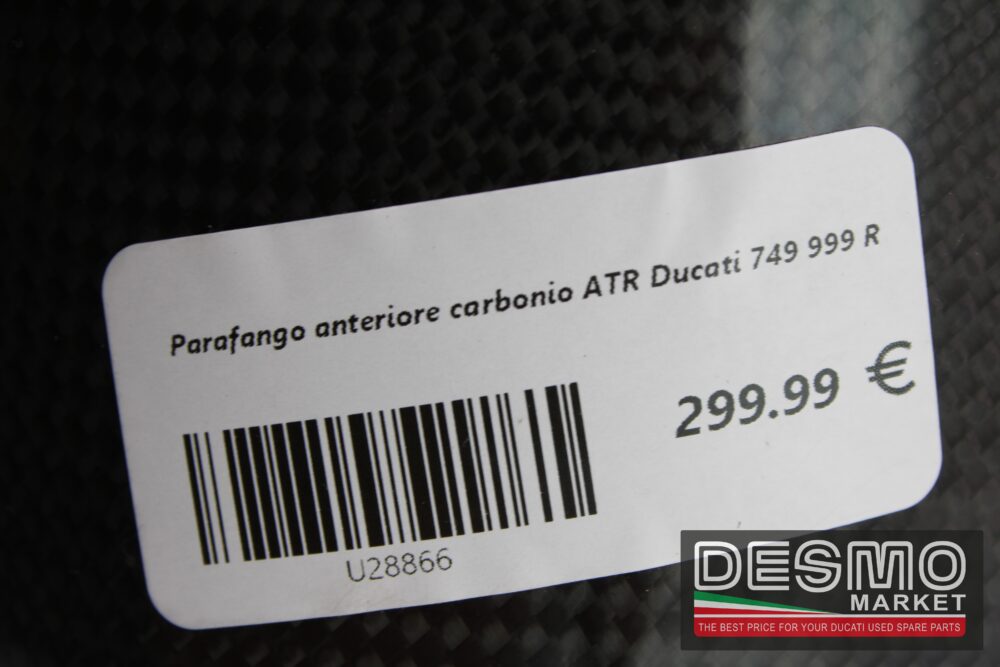 Parafango anteriore carbonio ATR Ducati 749 999 R
299.99 €
U28866
DESMO
MARKET
THE BEST PRICE FOR YOUR DUCATI USED SPARE PARTS